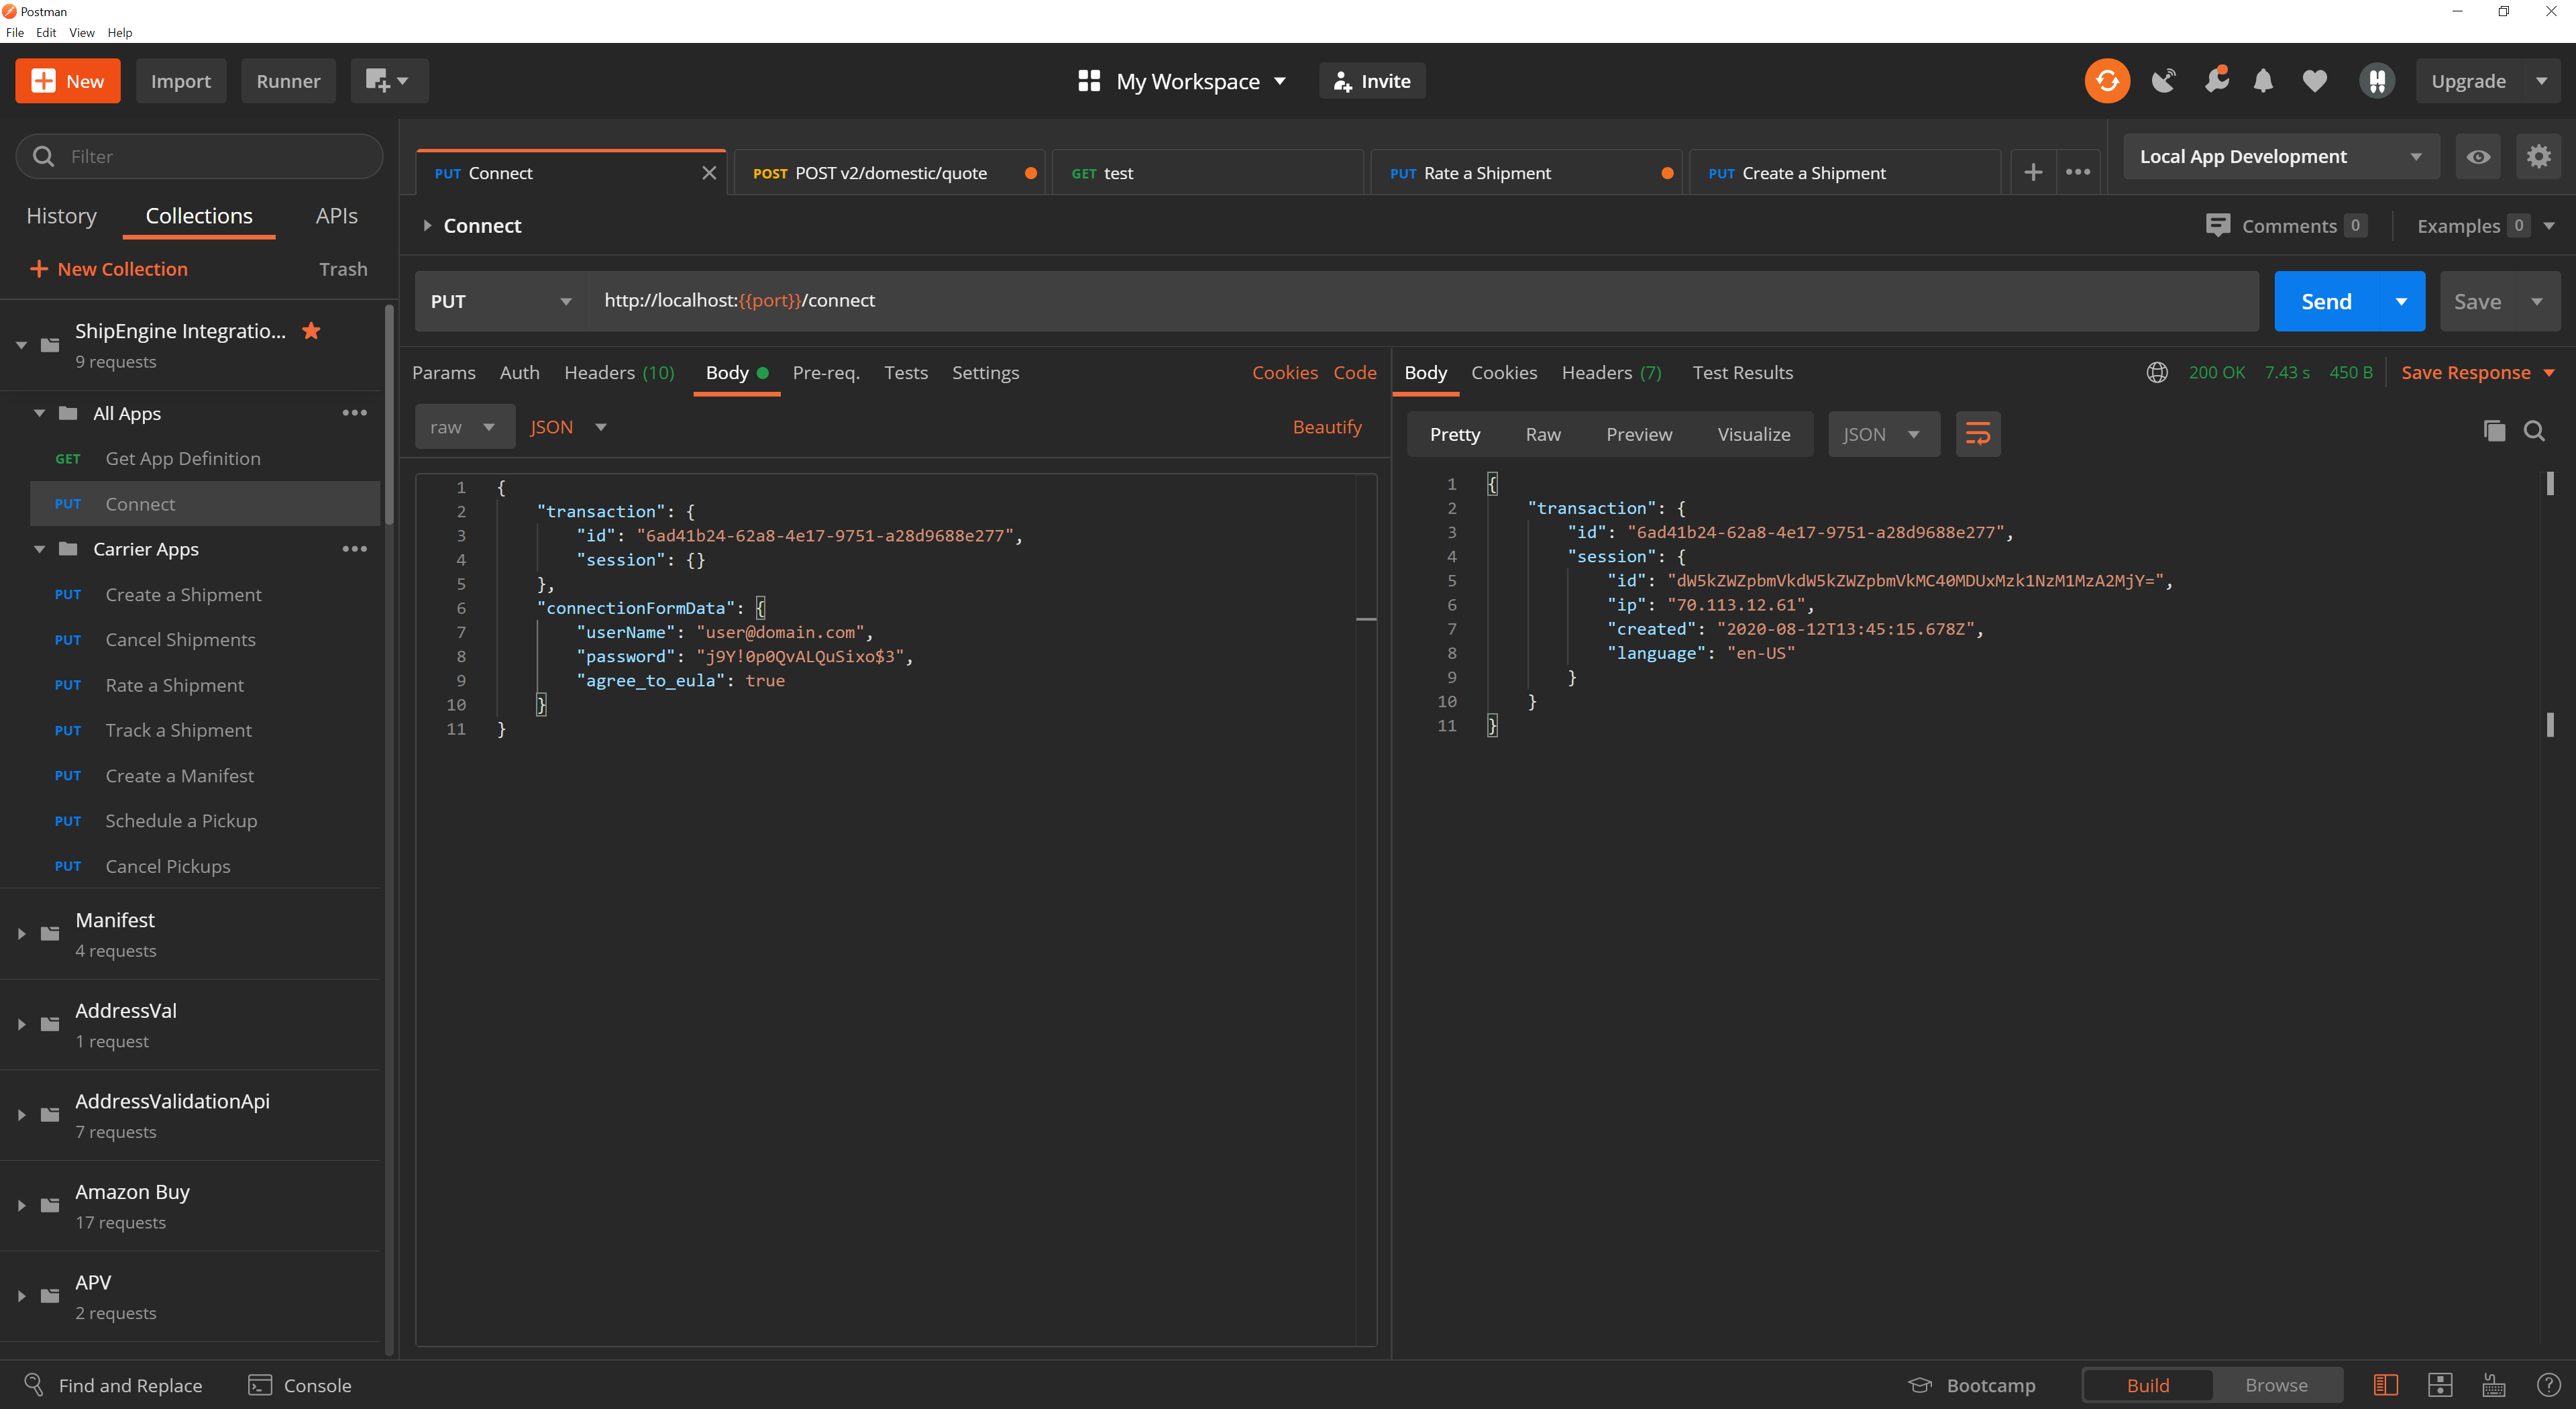 Postman
File Edit View Help
New Import Runner My Workspace Invite Upgrade
Filter
History Collections APIs
New Collection Trash
ShipEngine Integratio...
9 requests
All Apps
GET Get App Definition
PUT Connect
Carrier Apps
PUT Create a Shipment
PUT Cancel Shipments
PUT Rate a Shipment
PUT Track a Shipment
PUT Create a Manifest
PUT Schedule a Pickup
PUT Cancel Pickups
Manifest
4 requests
AddressVal
1 request
AddressValidationApi
7 requests
Amazon Buy
17 requests
APV
2 requests
PUT Connect POST POST v2/domestic/quote GET test PUT Rate a Shipment PUT Create a Shipment
Local App Development
Connect Comments 0 Examples 0
PUT http://localhost:{{port}}/connect Send Save
Params Auth Headers (10) Body Pre-req. Tests Settings Cookies Code
raw JSON Beautify
1 {
2 "transaction": {
3 "id": "6ad41b24-62a8-4e17-9751-a28d9688e277",
4 "session": {}
5 },
6 "connectionFormData": {
7 "userName": "user@domain.com",
8 "password": "j9Y!0p0QvALQuSixo$3",
9 "agree_to_eula": true
10 }
11 }
Body Cookies Headers (7) Test Results 200 OK 7.43 s 450 B Save Response
Pretty Raw Preview Visualize JSON
1 {
2 "transaction": {
3 "id": "6ad41b24-62a8-4e17-9751-a28d9688e277",
4 "session": {
5 "id": "dW5kZWZpbmVkdW5kZWZpbmVkMC40MDUxMzk1NzM1MzA2MjY=",
6 "ip": "70.113.12.61",
7 "created": "2020-08-12T13:45:15.678Z",
8 "language": "en-US"
9 }
10 }
11 }
Find and Replace Console Bootcamp Build Browse